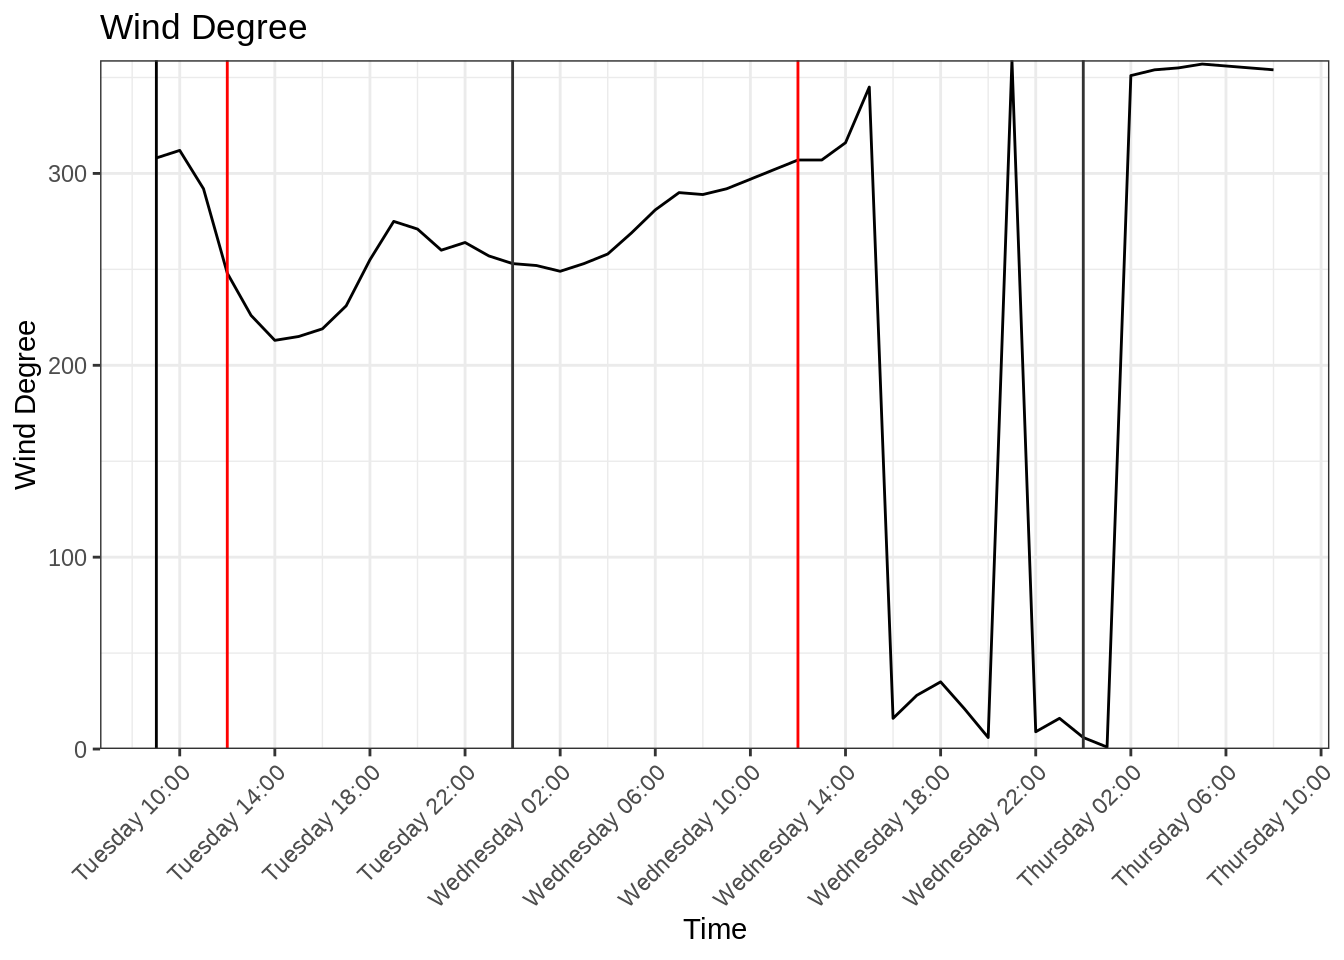 Wind Degree
Wind Degree
300
200
100
0
Tuesday 10:00
Tuesday 14:00
Tuesday 18:00
Tuesday 22:00
Wednesday 02:00
Wednesday 06:00
Wednesday 10:00
Wednesday 14:00
Wednesday 18:00
Wednesday 22:00
Thursday 02:00
Thursday 06:00
Thursday 10:00
Time